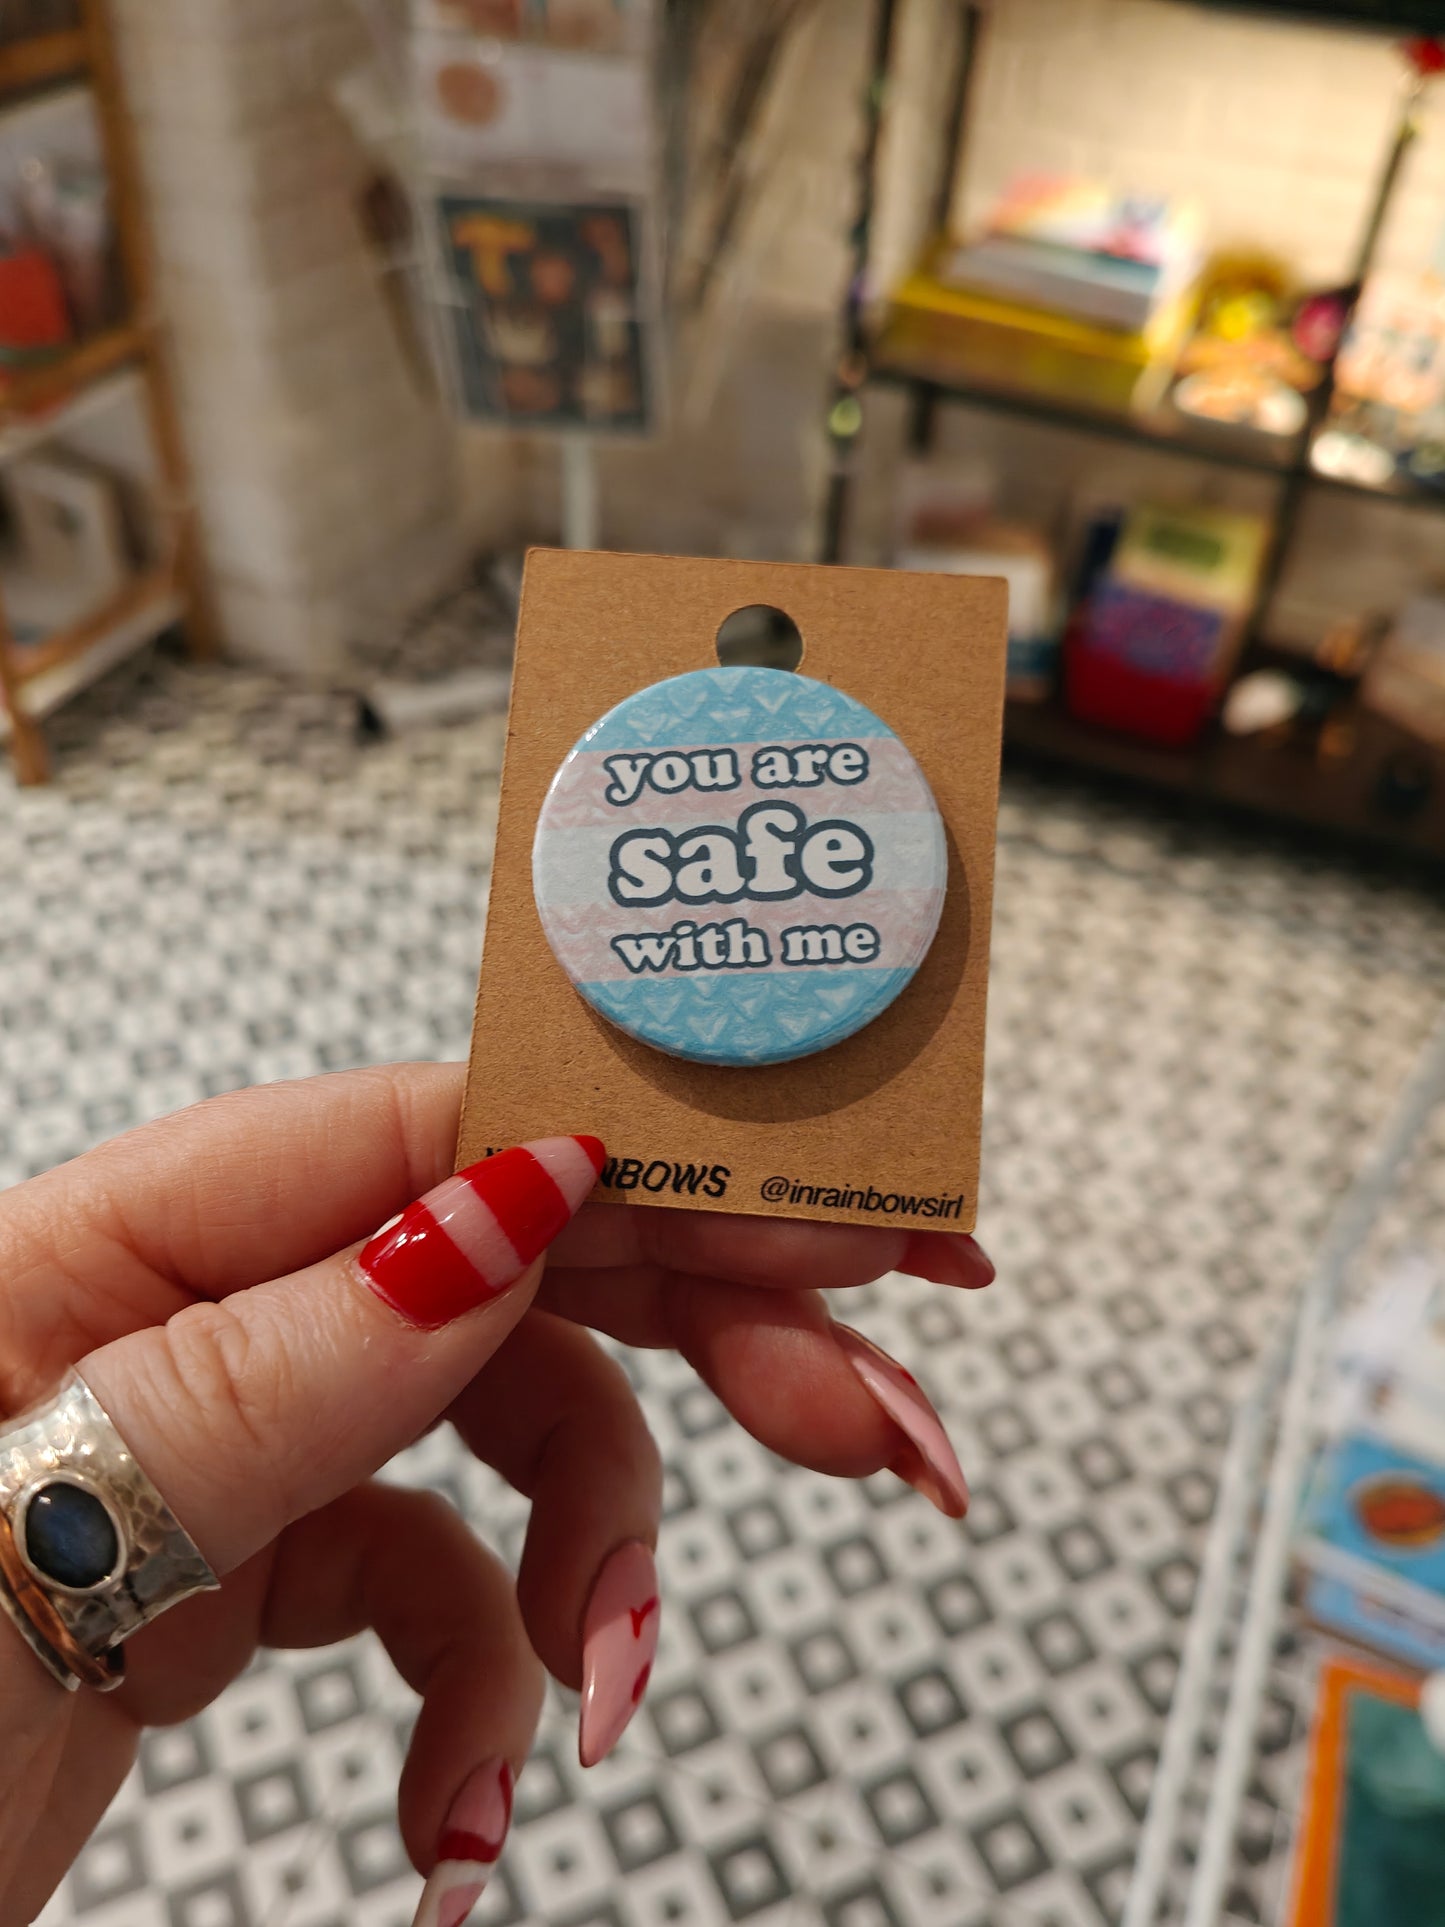 you are
safe
with me
@inrainbowsirl